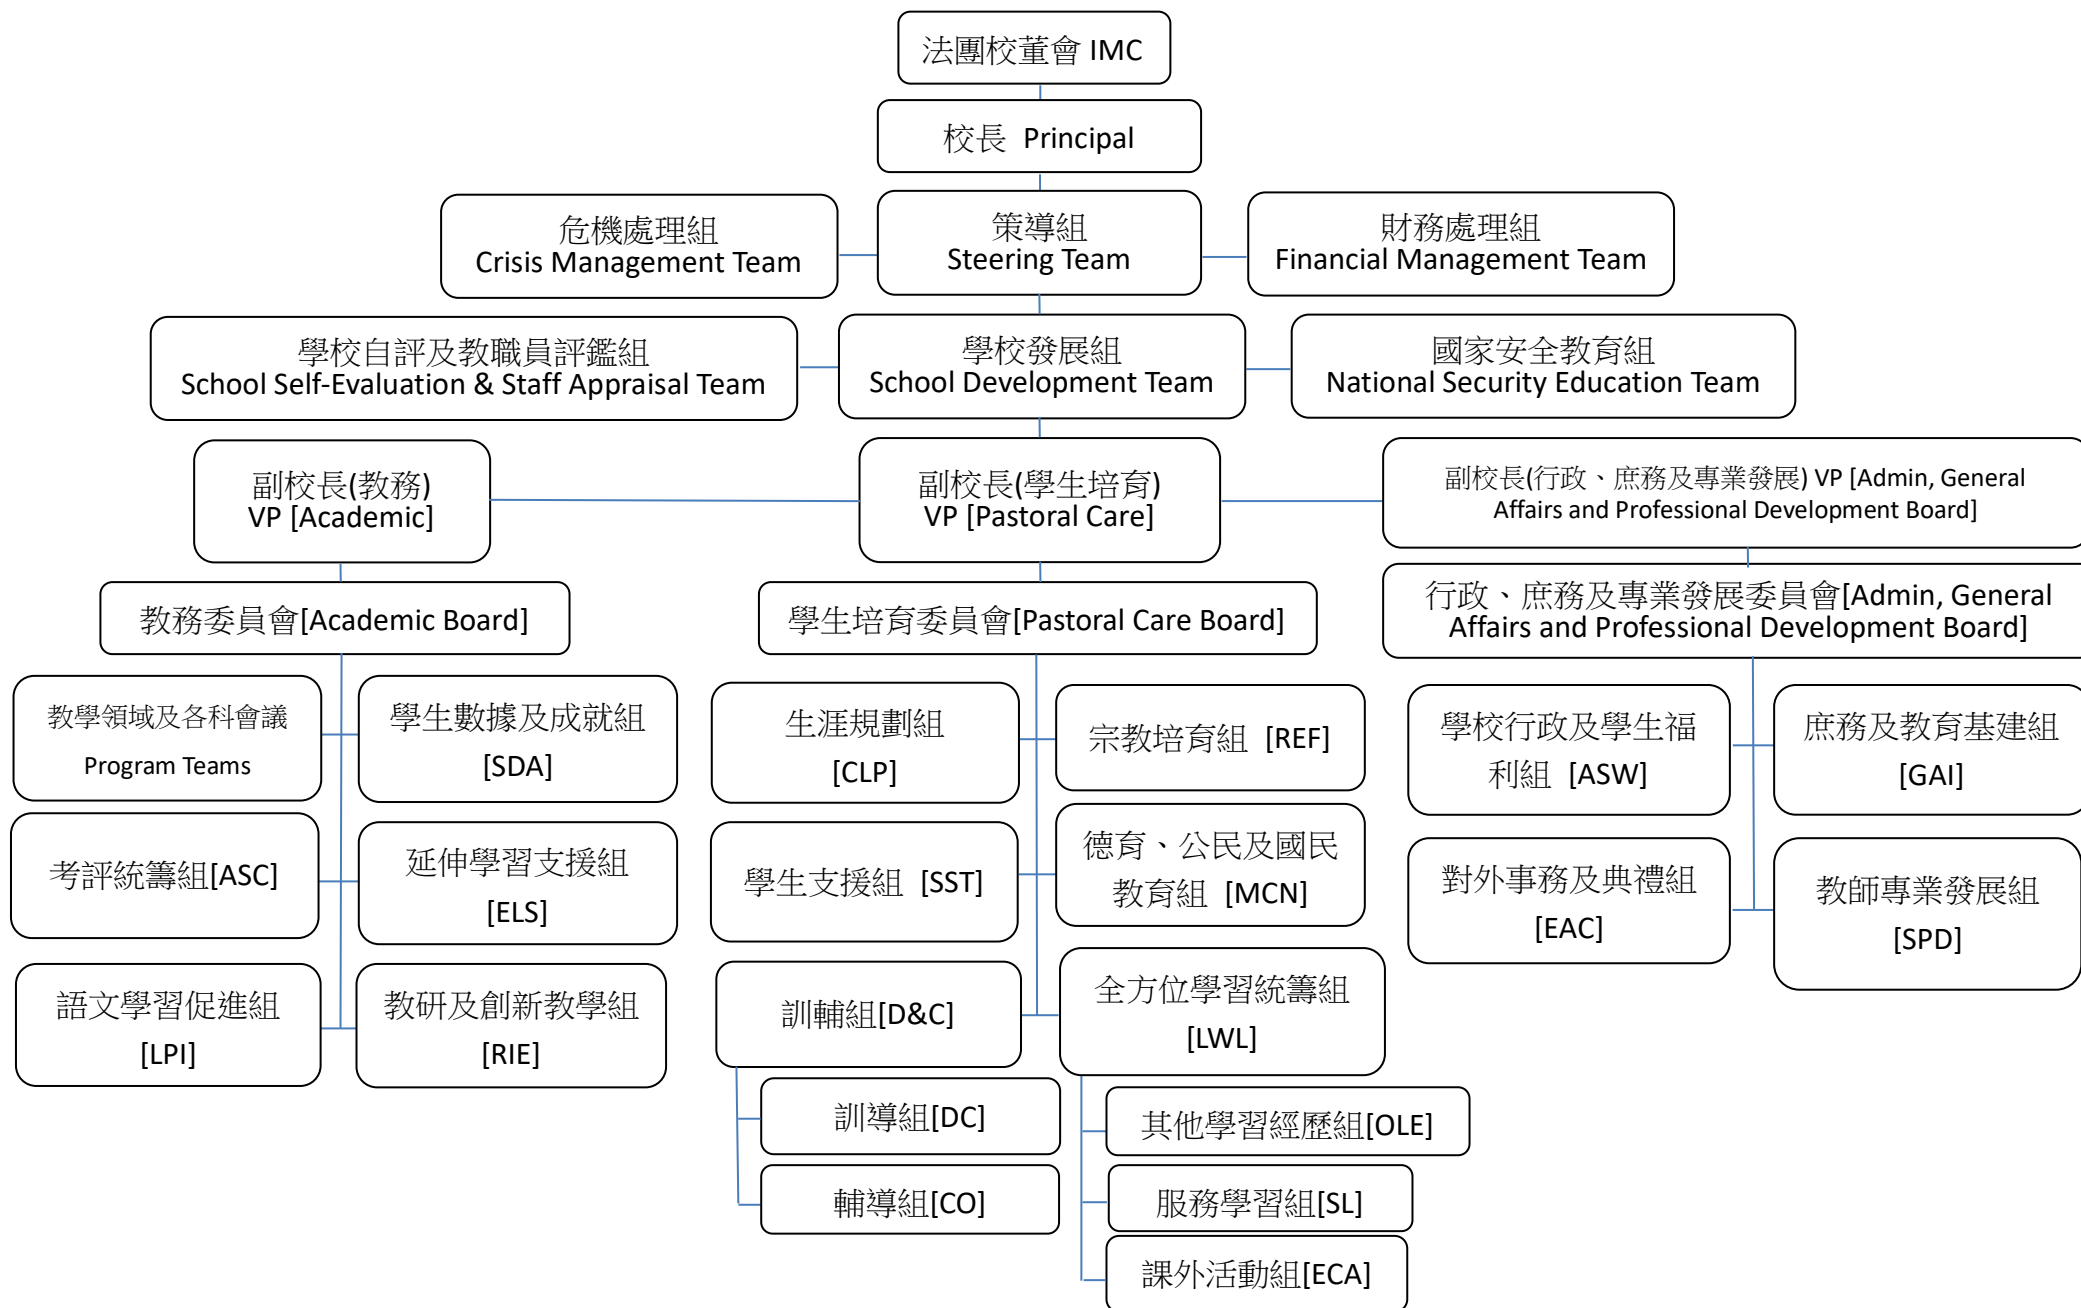 法團校董會 IMC
校長 Principal
危機處理組
Crisis Management Team
策導組
Steering Team
財務處理組
Financial Management Team
學校自評及教職員評鑑組
School Self-Evaluation & Staff Appraisal Team
學校發展組
School Development Team
國家安全教育組
National Security Education Team
副校長(教務)
VP [Academic]
副校長(學生培育)
VP [Pastoral Care]
副校長(行政、庶務及專業發展) VP [Admin, General
Affairs and Professional Development Board]
教務委員會[Academic Board]
學生培育委員會[Pastoral Care Board]
行政、庶務及專業發展委員會[Admin, General
Affairs and Professional Development Board]
教學領域及各科會議
Program Teams
學生數據及成就組
[SDA]
考評統籌組[ASC]
延伸學習支援組
[ELS]
語文學習促進組
[LPI]
教研及創新教學組
[RIE]
生涯規劃組
[CLP]
宗教培育組 [REF]
學生支援組 [SST]
德育、公民及國民
教育組 [MCN]
訓輔組[D&C]
全方位學習統籌組
[LWL]
訓導組[DC]
輔導組[CO]
其他學習經歷組[OLE]
服務學習組[SL]
課外活動組[ECA]
學校行政及學生福
利組 [ASW]
庶務及教育基建組
[GAI]
對外事務及典禮組
[EAC]
教師專業發展組
[SPD]